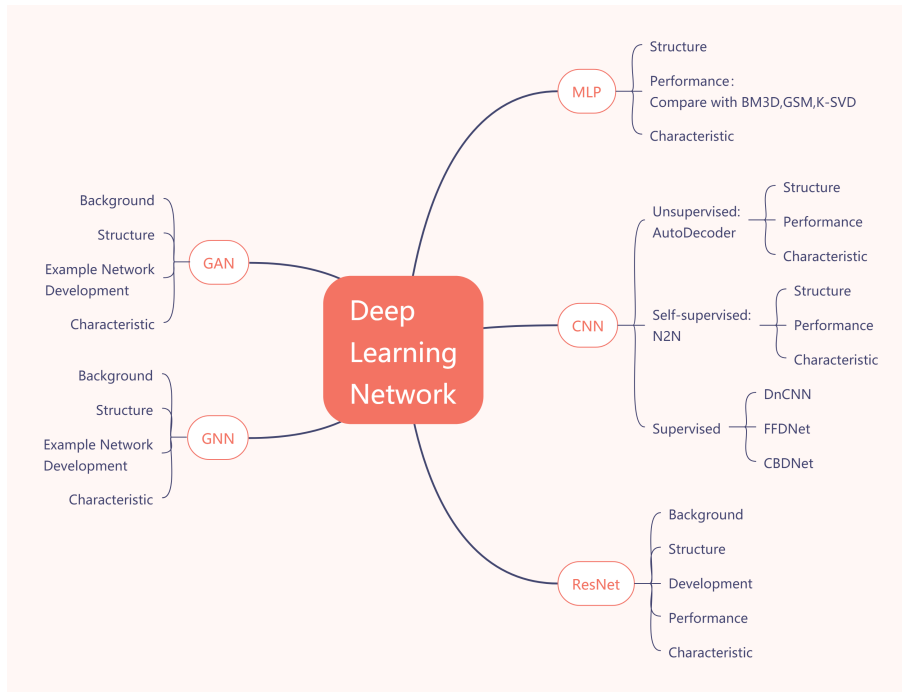 Deep
Learning
Network
MLP
Structure
Performance:
Compare with BM3D,GSM,K-SVD
Characteristic
CNN
Unsupervised:
AutoDecoder
Structure
Performance
Characteristic
Self-supervised:
N2N
Structure
Performance
Characteristic
Supervised
DnCNN
FFDNet
CBDNet
ResNet
Background
Structure
Development
Performance
Characteristic
GAN
Background
Structure
Example Network
Development
Characteristic
GNN
Background
Structure
Example Network
Development
Characteristic